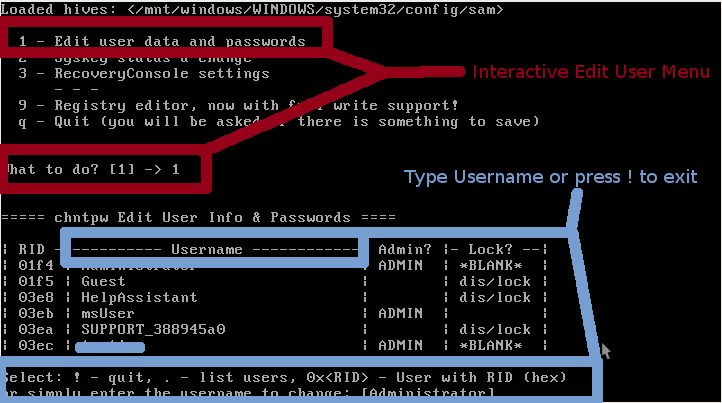 Loaded hives: </mnt/windows/WINDOWS/system32/config/sam>
1 - Edit user data and passwords
2 - Syskey status & change
3 - RecoveryConsole settings
- - -
Interactive Edit User Menu
9 - Registry editor, now with full write support!
q - Quit (you will be asked if there is something to save)
What to do? [1] -> 1
Type Username or press ! to exit
===== chntpw Edit User Info & Passwords ====
| RID -|---------- Username ------------| Admin? |- Lock? --|
| 01f4 | Administrator | ADMIN | *BLANK* |
| 01f5 | Guest | | dis/lock |
| 03e8 | HelpAssistant | | dis/lock |
| 03eb | msUser | ADMIN | |
| 03ea | SUPPORT_388945a0 | | dis/lock |
| 03ec | | ADMIN | *BLANK* |
Select: ! - quit, . - list users, 0x<RID> - User with RID (hex)
or simply enter the username to change: [Administrator]